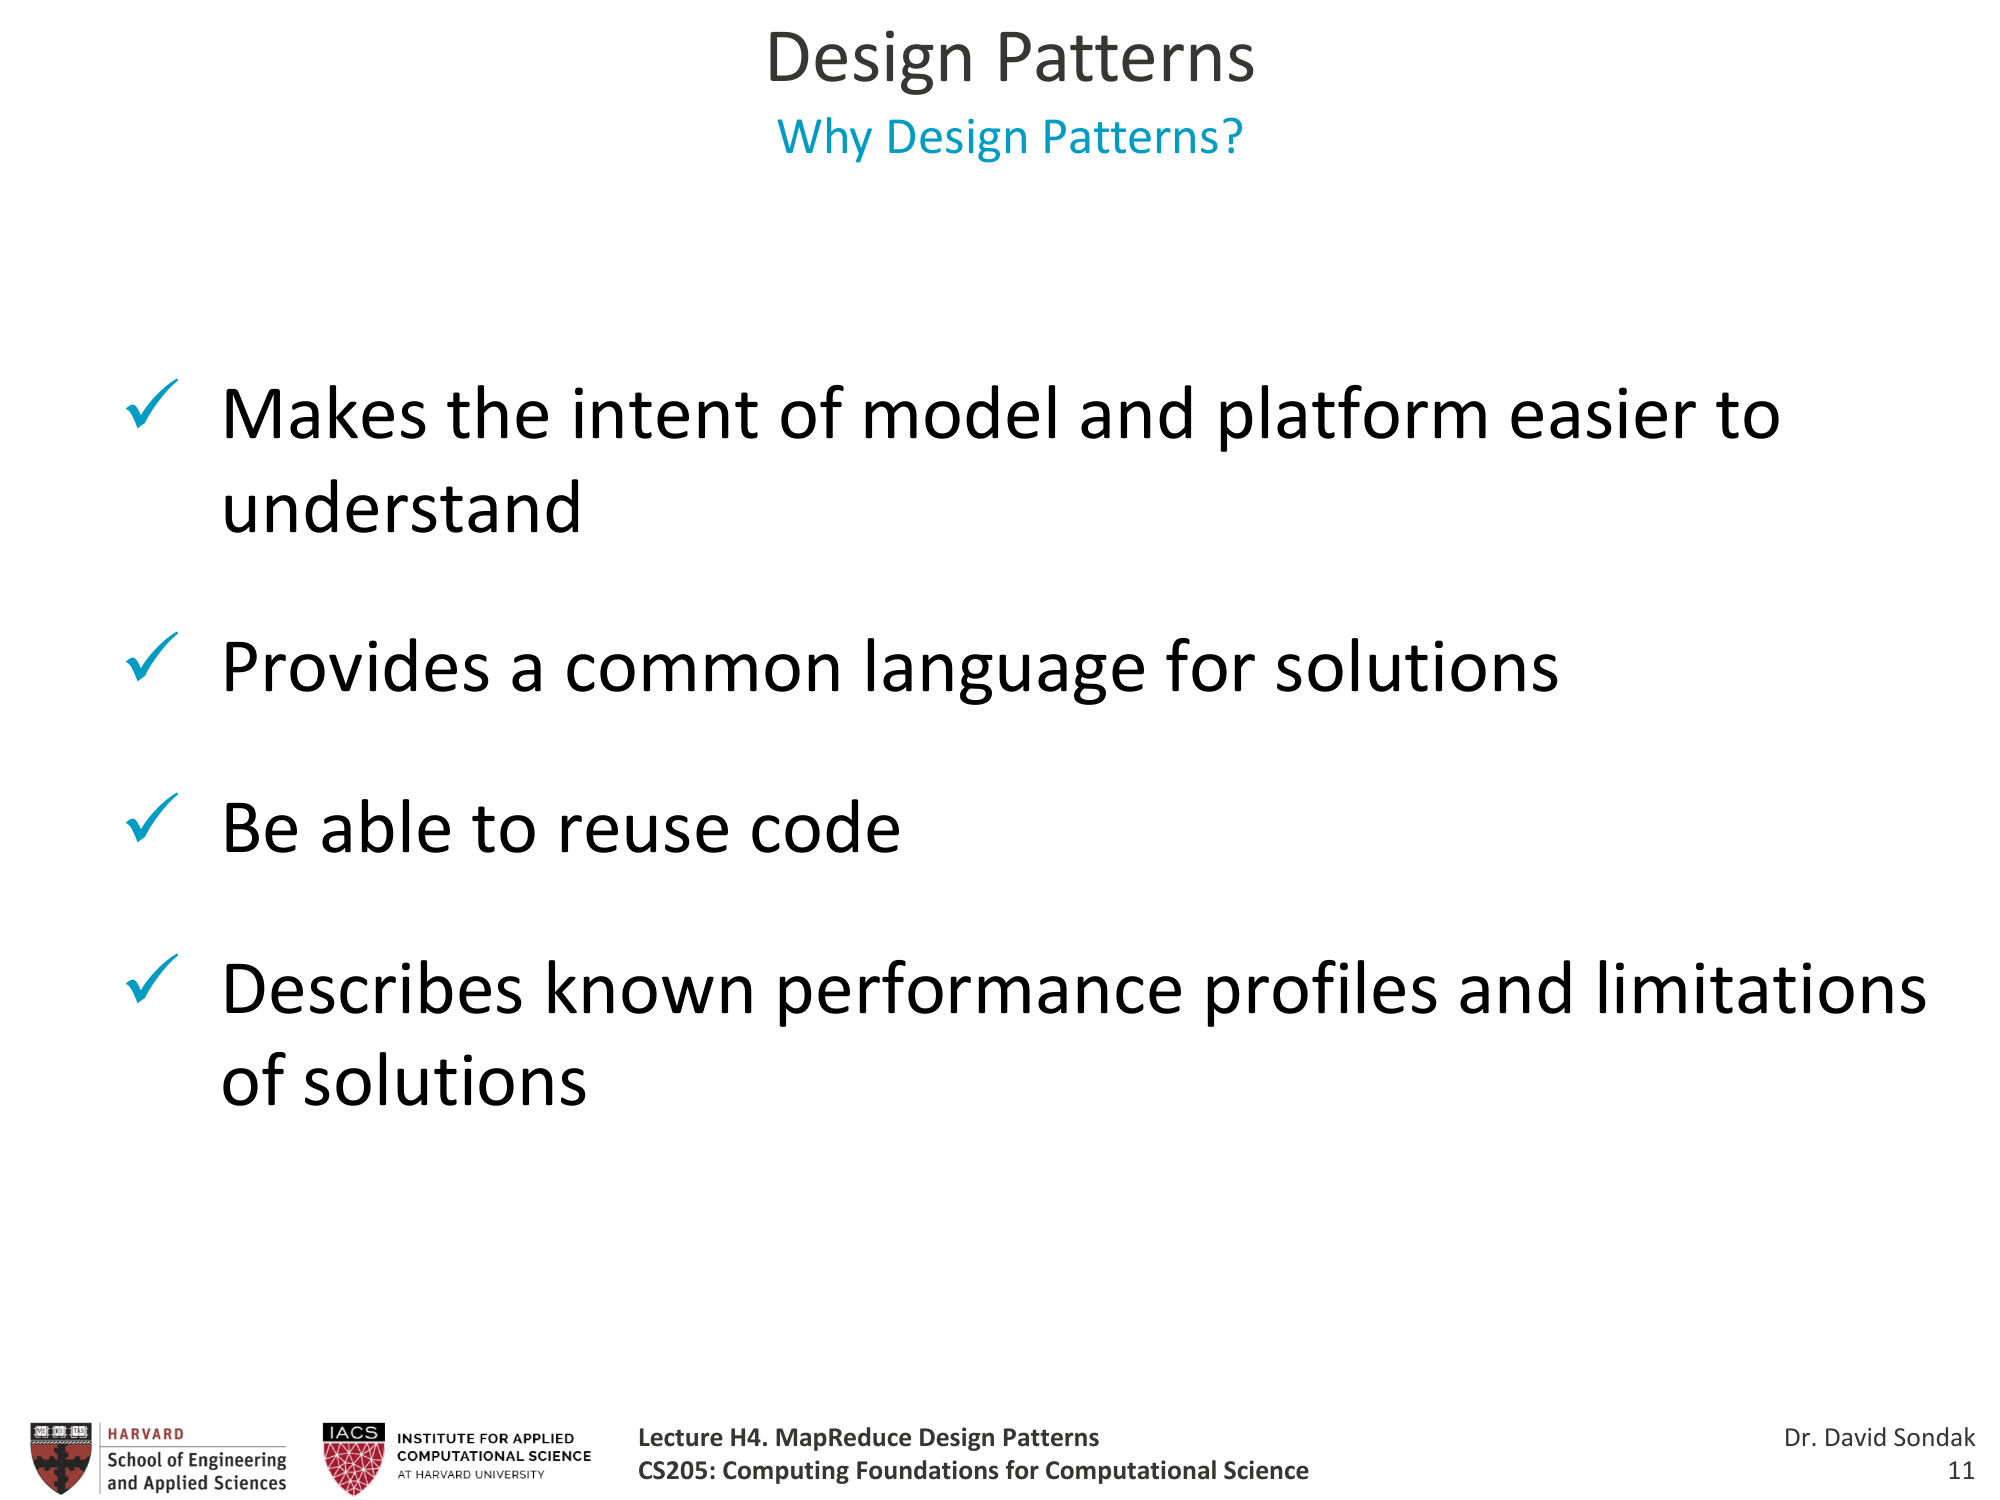 Design Patterns
Why Design Patterns?
Makes the intent of model and platform easier to
understand
Provides a common language for solutions
Be able to reuse code
Describes known performance profiles and limitations
of solutions
HARVARD
School of Engineering
and Applied Sciences
IACS
INSTITUTE FOR APPLIED
COMPUTATIONAL SCIENCE
AT HARVARD UNIVERSITY
Lecture H4. MapReduce Design Patterns
CS205: Computing Foundations for Computational Science
Dr. David Sondak
11